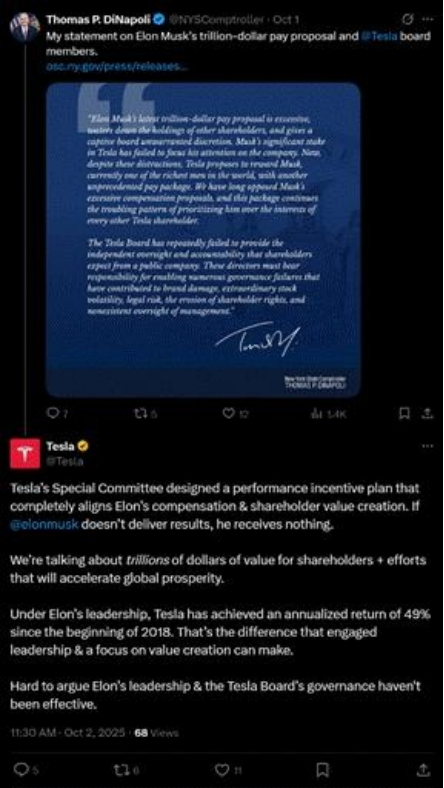 Thomas P. DiNapoli @NYSComptroller · Oct 1
My statement on Elon Musk's trillion-dollar pay proposal and @Tesla board
members.
osc.ny.gov/press/releases...
"Elon Musk's latest trillion-dollar pay proposal is excessive,
waters down the holdings of other shareholders, and gives a
captive board unwarranted discretion. Musk's significant stake
in Tesla has failed to focus his attention on the company. Now,
despite these distractions, Tesla proposes to reward Musk,
currently one of the richest men in the world, with another
unprecedented pay package. We have long opposed Musk's
excessive compensation proposals, and this package continues
the troubling pattern of prioritizing him over the interests of
every other Tesla shareholder.
The Tesla Board has repeatedly failed to provide the
independent oversight and accountability that shareholders
expect from a public company. These directors must bear
responsibility for enabling numerous governance failures that
have contributed to brand damage, extraordinary stock
volatility, legal risk, the erosion of shareholder rights, and
nonexistent oversight of management."
New York State Comptroller
THOMAS P. DiNAPOLI
7 5 12 1.4K
Tesla
@Tesla
Tesla's Special Committee designed a performance incentive plan that
completely aligns Elon's compensation & shareholder value creation. If
@elonmusk doesn't deliver results, he receives nothing.
We're talking about trillions of dollars of value for shareholders + efforts
that will accelerate global prosperity.
Under Elon's leadership, Tesla has achieved an annualized return of 49%
since the beginning of 2018. That's the difference that engaged
leadership & a focus on value creation can make.
Hard to argue Elon's leadership & the Tesla Board's governance haven't
been effective.
11:30 AM · Oct 2, 2025 · 68 Views
5 6 11